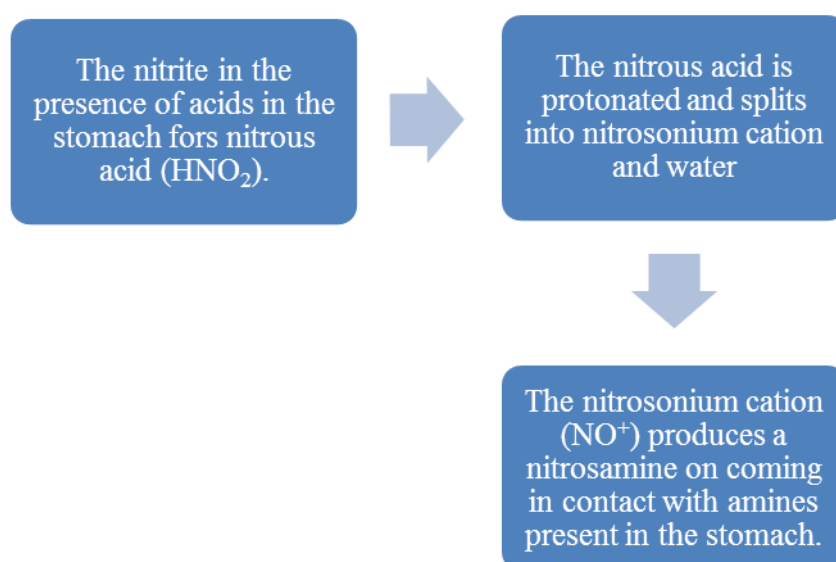 The nitrite in the
presence of acids in the
stomach fors nitrous
acid (HNO₂).
The nitrous acid is
protonated and splits
into nitrosonium cation
and water
The nitrosonium cation
(NO⁺) produces a
nitrosamine on coming
in contact with amines
present in the stomach.